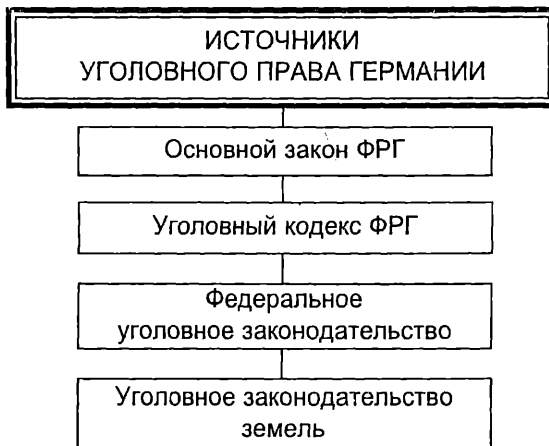 ИСТОЧНИКИ
УГОЛОВНОГО ПРАВА ГЕРМАНИИ
Основной закон ФРГ
Уголовный кодекс ФРГ
Федеральное
уголовное законодательство
Уголовное законодательство
земель